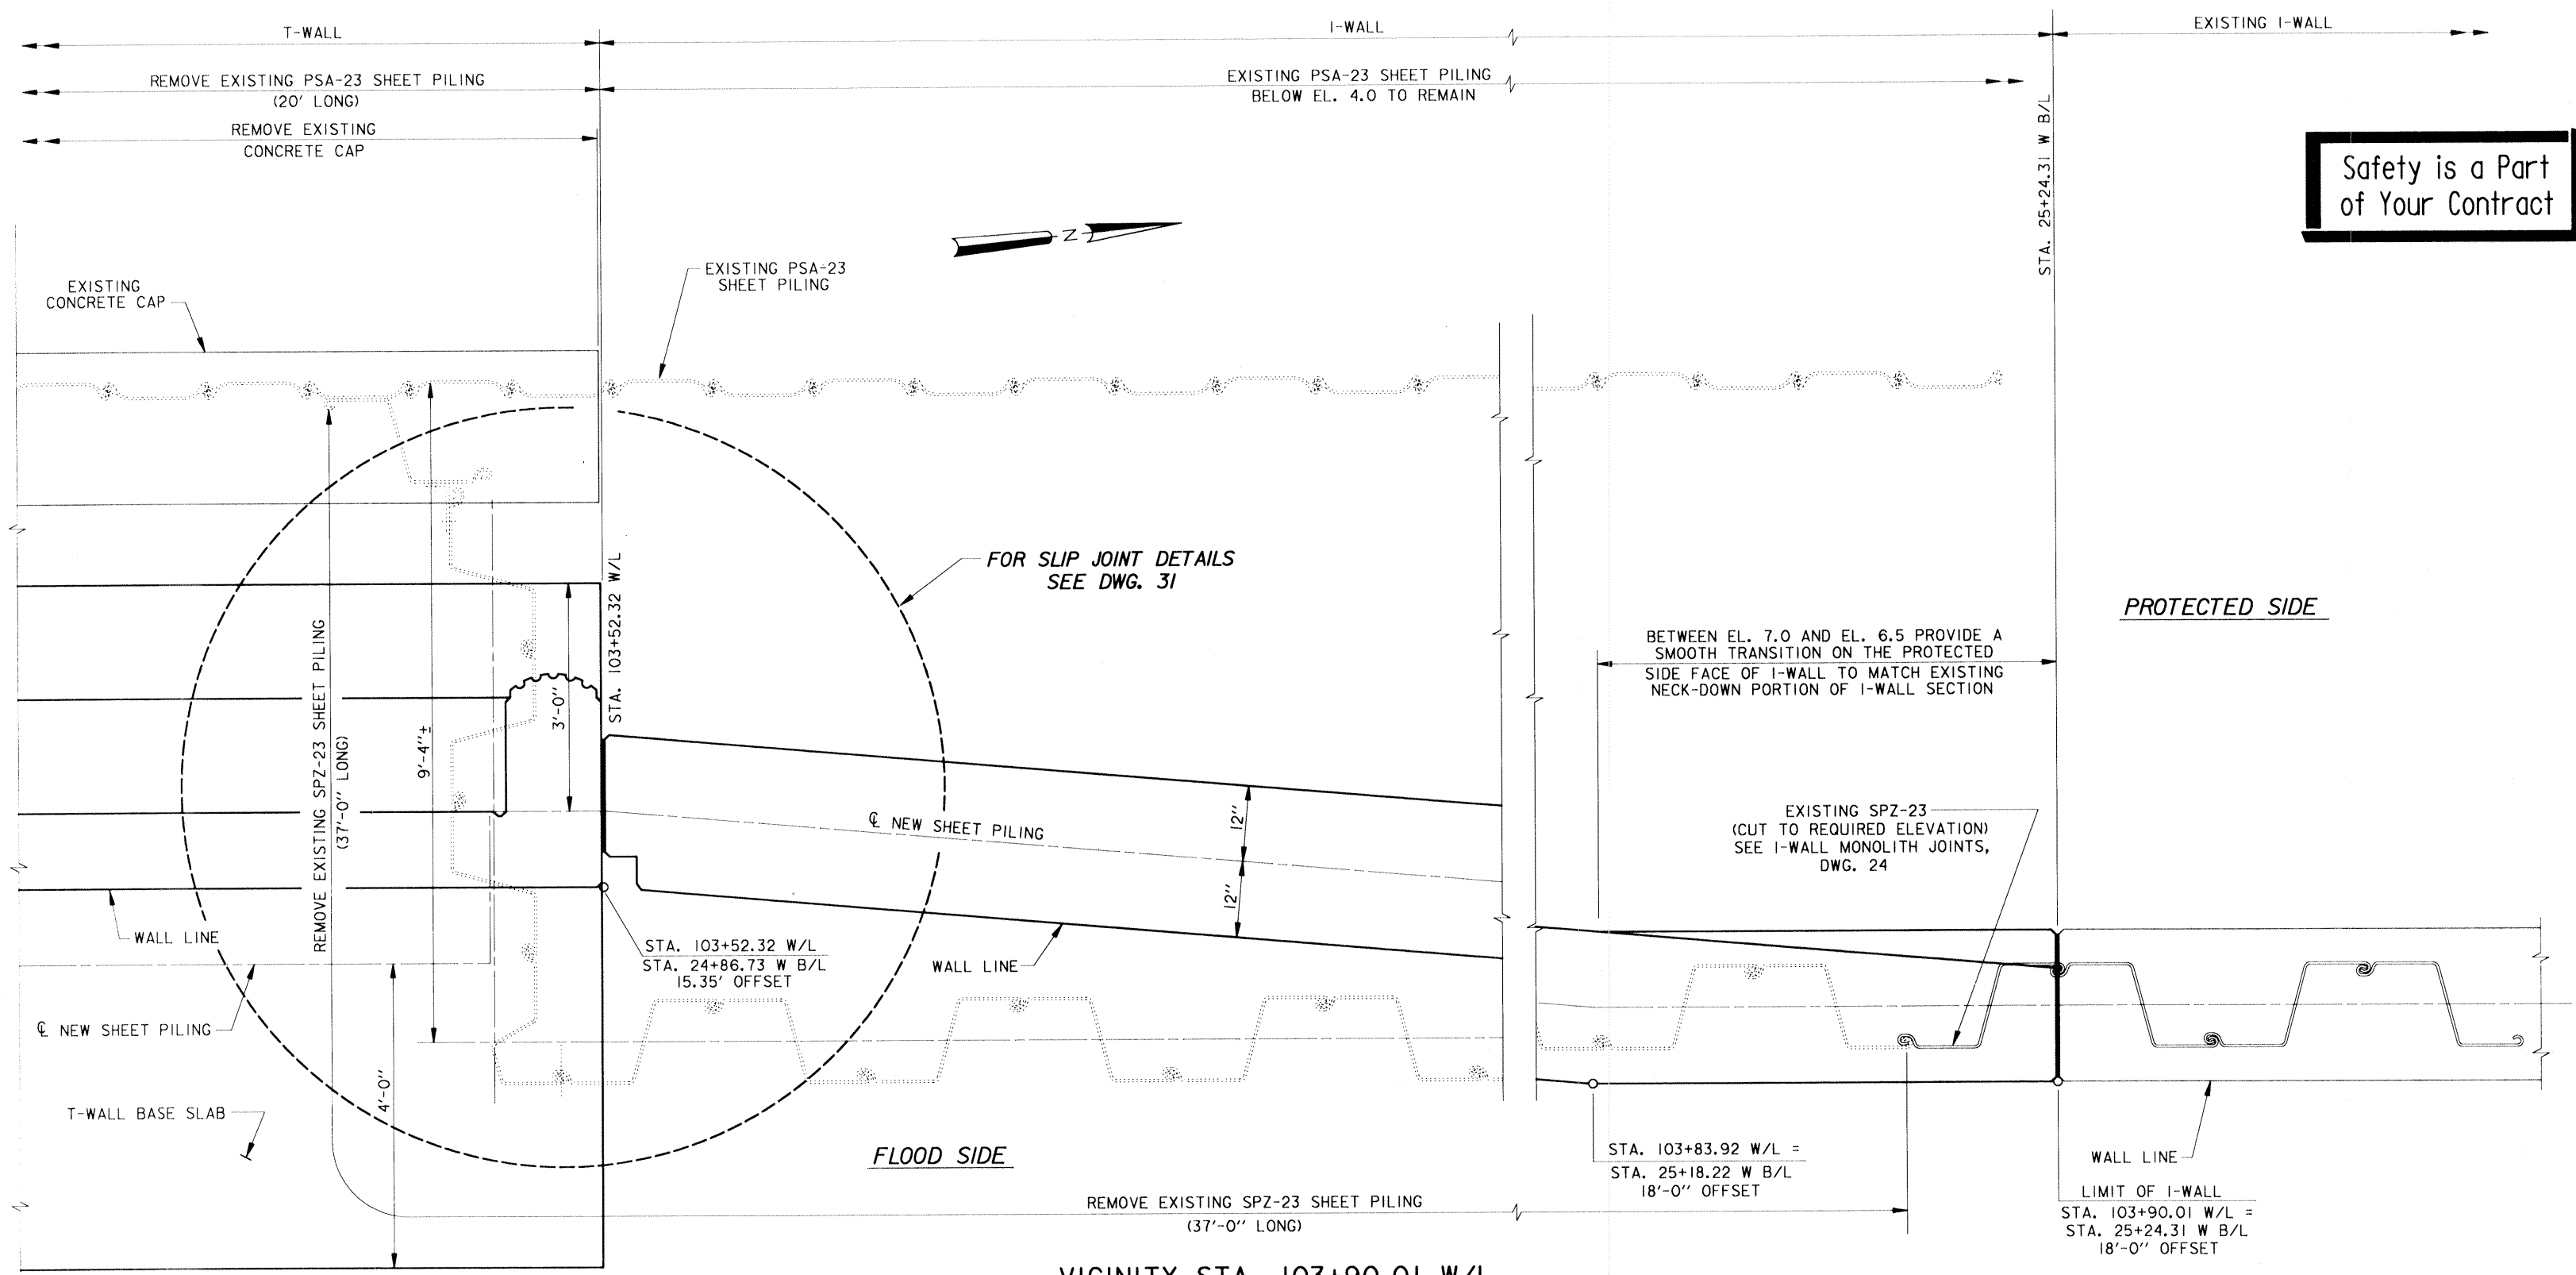 T-WALL
I-WALL
EXISTING I-WALL
REMOVE EXISTING PSA-23 SHEET PILING
(20' LONG)
EXISTING PSA-23 SHEET PILING
BELOW EL. 4.0 TO REMAIN
REMOVE EXISTING
CONCRETE CAP
STA. 25+24.31 W B/L
Safety is a Part
of Your Contract
N
EXISTING PSA-23
SHEET PILING
EXISTING
CONCRETE CAP
FOR SLIP JOINT DETAILS
SEE DWG. 31
STA. 103+52.32 W/L
PROTECTED SIDE
BETWEEN EL. 7.0 AND EL. 6.5 PROVIDE A
SMOOTH TRANSITION ON THE PROTECTED
SIDE FACE OF I-WALL TO MATCH EXISTING
NECK-DOWN PORTION OF I-WALL SECTION
REMOVE EXISTING SPZ-23 SHEET PILING
(37'-0" LONG)
9'-4"±
3'-0"
℄ NEW SHEET PILING
12"
12"
EXISTING SPZ-23
(CUT TO REQUIRED ELEVATION)
SEE I-WALL MONOLITH JOINTS,
DWG. 24
WALL LINE
STA. 103+52.32 W/L
STA. 24+86.73 W B/L
15.35' OFFSET
WALL LINE
℄ NEW SHEET PILING
4'-0"
T-WALL BASE SLAB
FLOOD SIDE
STA. 103+83.92 W/L =
STA. 25+18.22 W B/L
18'-0" OFFSET
WALL LINE
REMOVE EXISTING SPZ-23 SHEET PILING
(37'-0" LONG)
LIMIT OF I-WALL
STA. 103+90.01 W/L =
STA. 25+24.31 W B/L
18'-0" OFFSET
VICINITY STA. 103+90.01 W/L